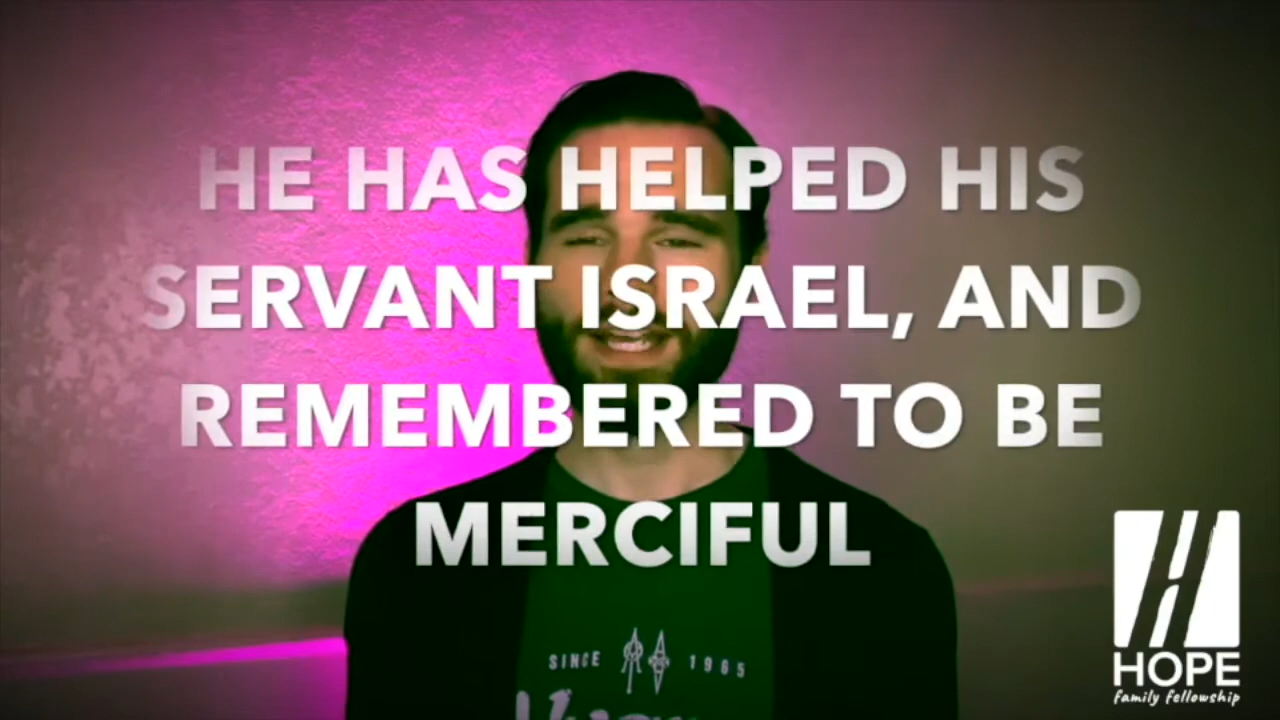 HE HAS HELPED HIS
SERVANT ISRAEL, AND
REMEMBERED TO BE
MERCIFUL
SINCE 1965
HOPE
family fellowship